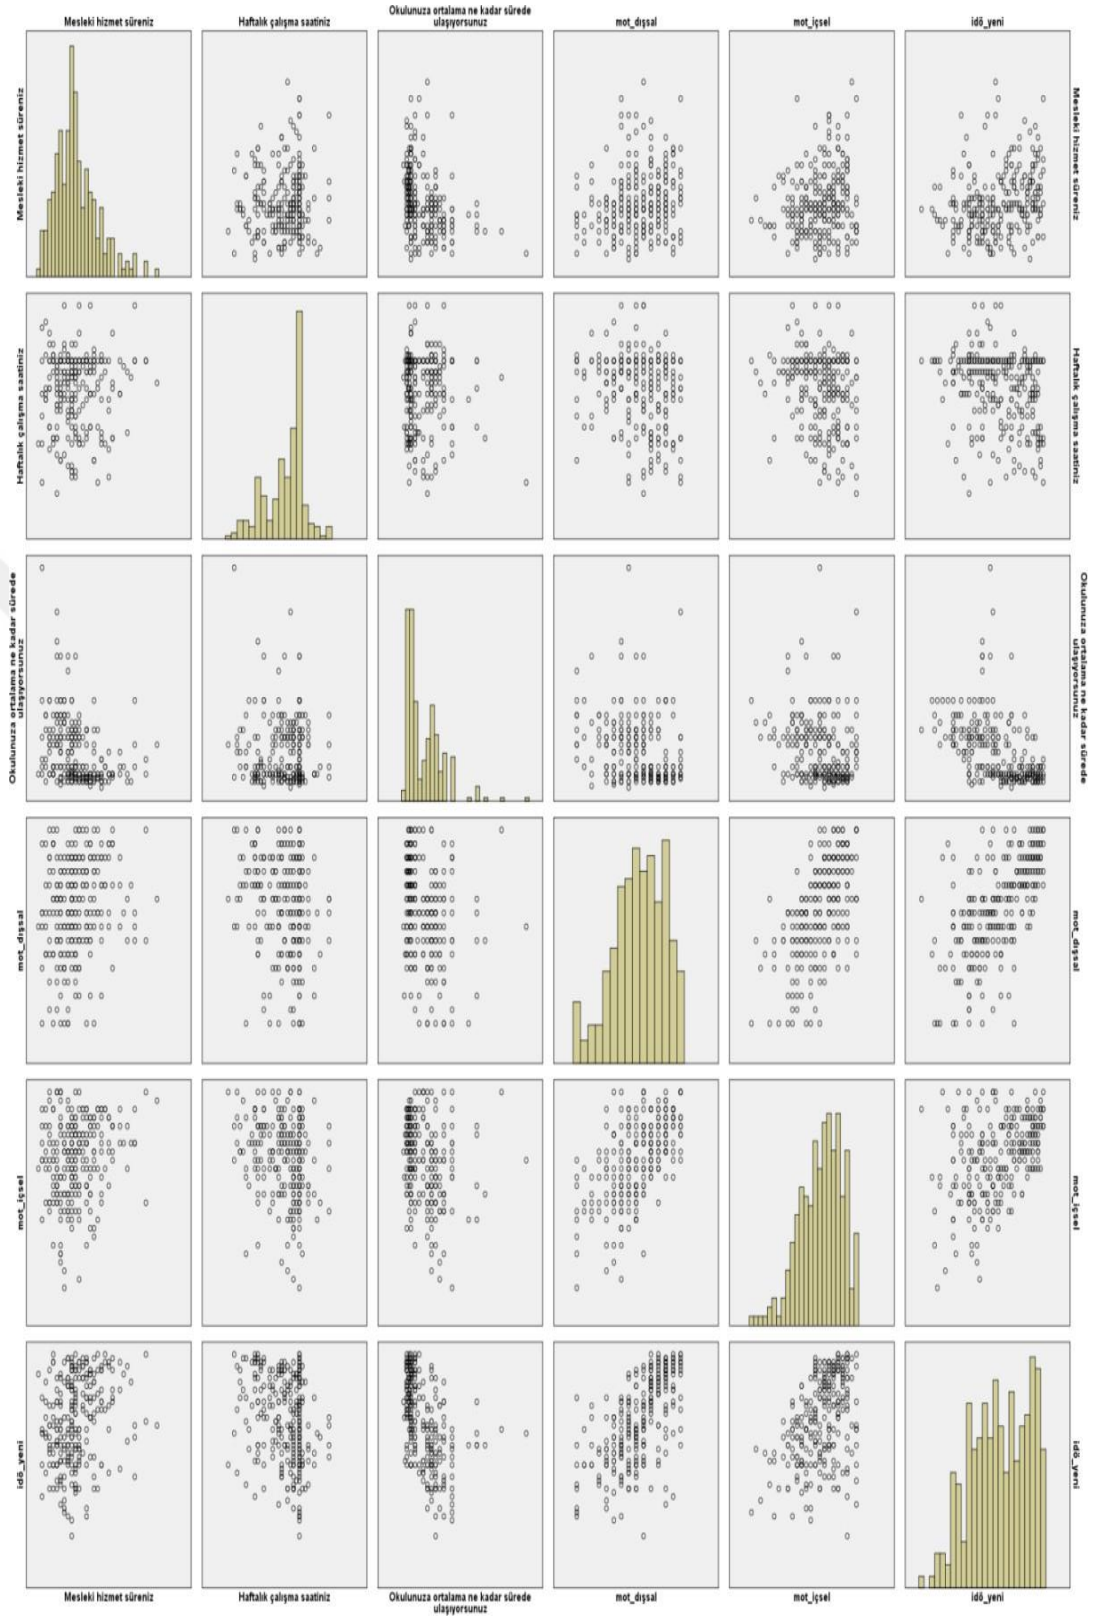 Mesleki hizmet süreniz
Haftalık çalışma saatiniz
Okulunuza ortalama ne kadar sürede
ulaşıyorsunuz
mot_dışsal
mot_içsel
idö_yeni
Mesleki hizmet süreniz
Mesleki hizmet süreniz
Haftalık çalışma saatiniz
Haftalık çalışma saatiniz
Okulunuza ortalama ne kadar sürede
ulaşıyorsunuz
Okulunuza ortalama ne kadar sürede
ulaşıyorsunuz
mot_dışsal
mot_dışsal
mot_içsel
mot_içsel
idö_yeni
idö_yeni
Mesleki hizmet süreniz
Haftalık çalışma saatiniz
Okulunuza ortalama ne kadar sürede
ulaşıyorsunuz
mot_dışsal
mot_içsel
idö_yeni